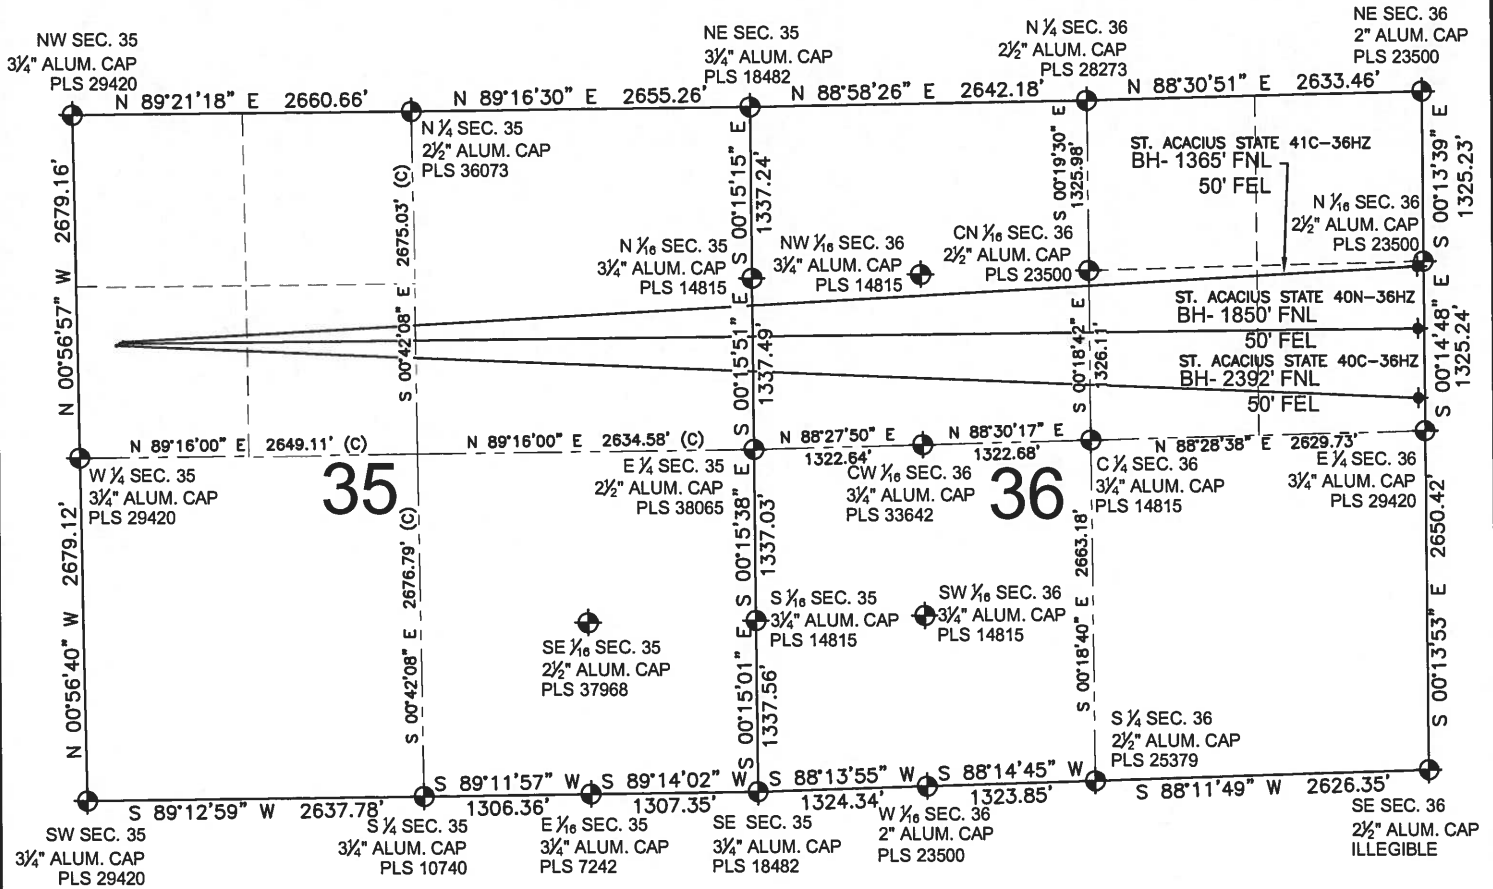 NW SEC. 35
3¼" ALUM. CAP
PLS 29420
NE SEC. 35
3¼" ALUM. CAP
PLS 18482
N ¼ SEC. 36
2½" ALUM. CAP
PLS 28273
NE SEC. 36
2" ALUM. CAP
PLS 23500
N 89°21'18" E 2660.66'
N 89°16'30" E 2655.26'
N 88°58'26" E 2642.18'
N 88°30'51" E 2633.46'
N ¼ SEC. 35
2½" ALUM. CAP
PLS 36073
N 00°56'57" W 2679.16'
S 00°42'08" E 2675.03' (C)
S 00°15'15" E
1337.24'
S 00°19'30" E
1325.98'
S 00°13'39" E
1325.23'
ST. ACACIUS STATE 41C-36HZ
BH- 1365' FNL
50' FEL
N 1⁄16 SEC. 36
2½" ALUM. CAP
PLS 23500
N 1⁄16 SEC. 35
3¼" ALUM. CAP
PLS 14815
NW 1⁄16 SEC. 36
3¼" ALUM. CAP
PLS 14815
CN 1⁄16 SEC. 36
2½" ALUM. CAP
PLS 23500
ST. ACACIUS STATE 40N-36HZ
BH- 1850' FNL
50' FEL
ST. ACACIUS STATE 40C-36HZ
BH- 2392' FNL
50' FEL
S 00°15'51" E
1337.49'
S 00°18'42" E
1326.11'
S 00°14'48" E
1325.24'
N 89°16'00" E 2649.11' (C)
N 89°16'00" E 2634.58' (C)
N 88°27'50" E
1322.64'
N 88°30'17" E
1322.68'
N 88°28'38" E 2629.73'
W ¼ SEC. 35
3¼" ALUM. CAP
PLS 29420
35
E ¼ SEC. 35
2½" ALUM. CAP
PLS 38065
CW 1⁄16 SEC. 36
3¼" ALUM. CAP
PLS 33642
36
C ¼ SEC. 36
3¼" ALUM. CAP
PLS 14815
E ¼ SEC. 36
3¼" ALUM. CAP
PLS 29420
N 00°56'40" W 2679.12'
S 00°42'08" E 2676.79' (C)
S 00°15'38" E
1337.03'
S 00°18'40" E 2663.18'
S 00°13'53" E 2650.42'
SE 1⁄16 SEC. 35
2½" ALUM. CAP
PLS 37968
S 1⁄16 SEC. 35
3¼" ALUM. CAP
PLS 14815
SW 1⁄16 SEC. 36
3¼" ALUM. CAP
PLS 14815
S 00°15'01" E
1337.56'
S ¼ SEC. 36
2½" ALUM. CAP
PLS 25379
S 89°12'59" W 2637.78'
S 89°11'57" W
1306.36'
S 89°14'02" W
1307.35'
S 88°13'55" W
1324.34'
S 88°14'45" W
1323.85'
S 88°11'49" W 2626.35'
SW SEC. 35
3¼" ALUM. CAP
PLS 29420
S ¼ SEC. 35
3¼" ALUM. CAP
PLS 10740
E 1⁄16 SEC. 35
3¼" ALUM. CAP
PLS 7242
SE SEC. 35
3¼" ALUM. CAP
PLS 18482
W 1⁄16 SEC. 36
2" ALUM. CAP
PLS 23500
SE SEC. 36
2½" ALUM. CAP
ILLEGIBLE